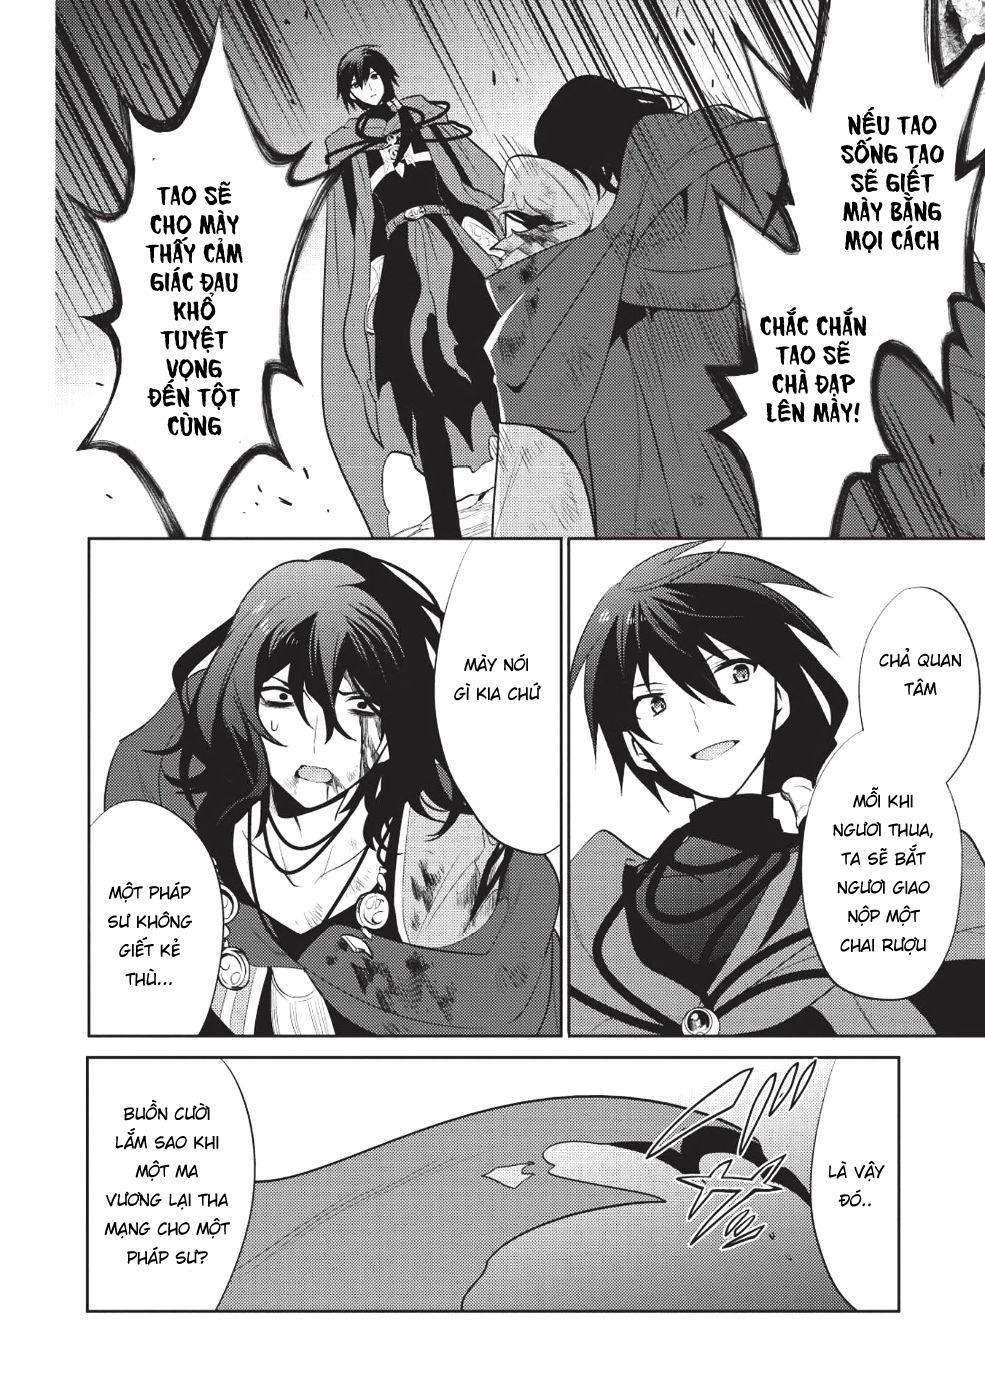 NẾU TAO
SỐNG TAO
SẼ GIẾT
MÀY BẰNG
MỌI CÁCH
CHẮC CHẮN
TAO SẼ
CHÀ ĐẠP
LÊN MÀY!
TAO SẼ
CHO MÀY
THẤY CẢM
GIÁC ĐAU
KHỔ
TUYỆT
VỌNG
ĐẾN TỘT
CÙNG
CHẢ QUAN
TÂM
MỖI KHI
NGƯƠI THUA,
TA SẼ BẮT
NGƯƠI GIAO
NỘP MỘT
CHAI RƯỢU
MÀY NÓI
GÌ KIA CHỨ
MỘT PHÁP
SƯ KHÔNG
GIẾT KẺ
THÙ...
LÀ VẬY
ĐÓ..
BUỒN CƯỜI
LẮM SAO KHI
MỘT MA
VƯƠNG LẠI THA
MẠNG CHO MỘT
PHÁP SƯ?